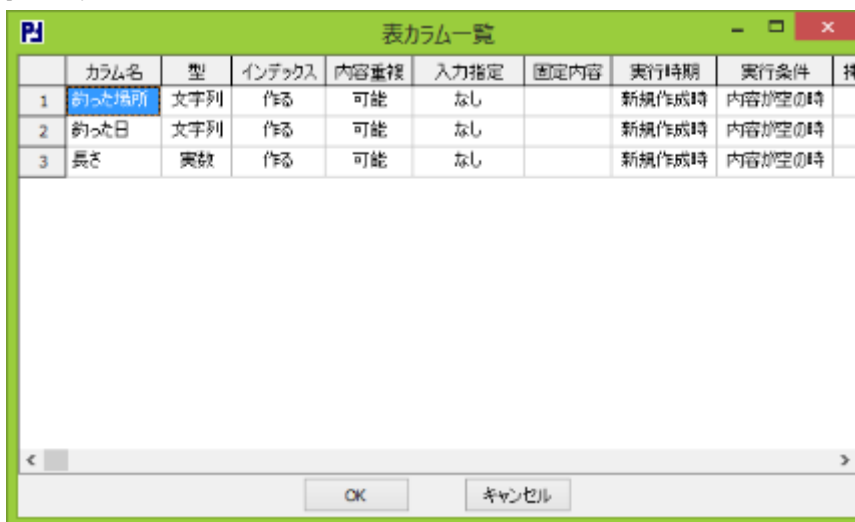 表カラム一覧
カラム名 型 インデックス 内容重複 入力指定 固定内容 実行時期 実行条件
1 釣った場所 文字列 作る 可能 なし 新規作成時 内容が空の時
2 釣った日 文字列 作る 可能 なし 新規作成時 内容が空の時
3 長さ 実数 作る 可能 なし 新規作成時 内容が空の時
OK キャンセル